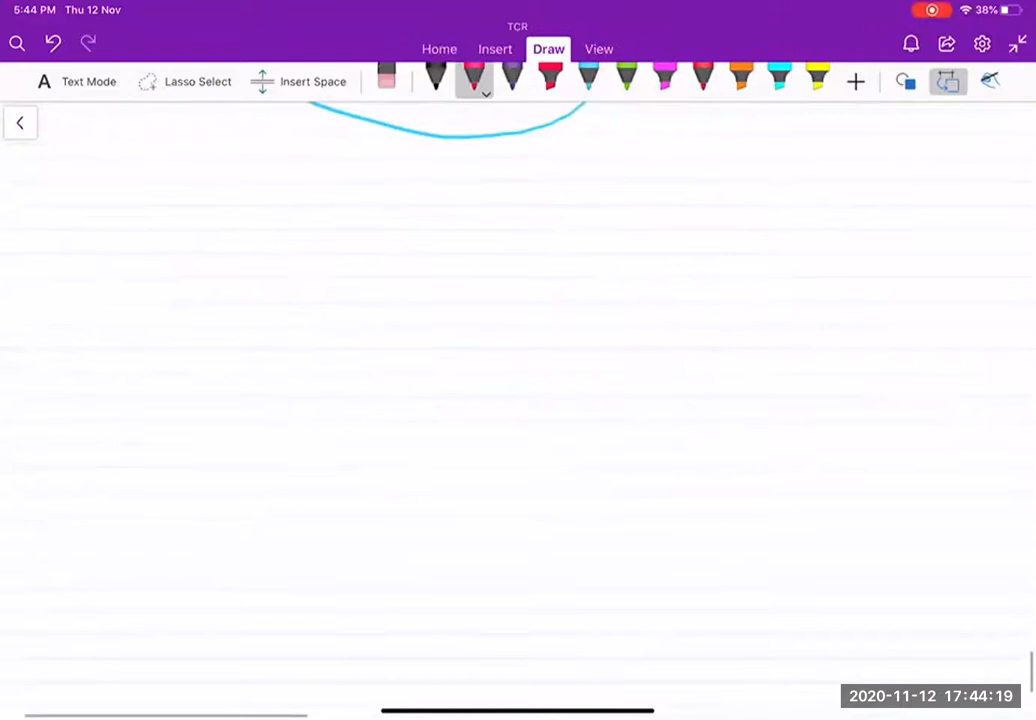 5:44 PM Thu 12 Nov
38%
TCR
Home Insert Draw View
A Text Mode Lasso Select Insert Space
2020-11-12 17:44:19